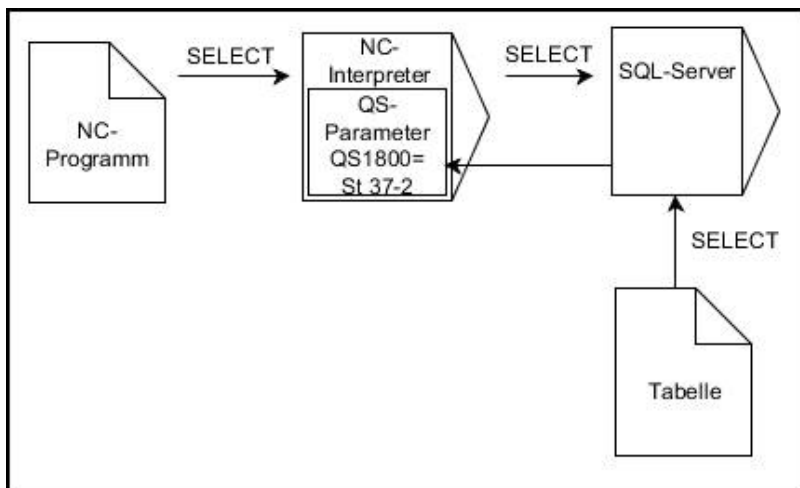 NC-
Programm
SELECT
NC-
Interpreter
QS-
Parameter
QS1800=
St 37-2
SELECT
SQL-Server
SELECT
Tabelle